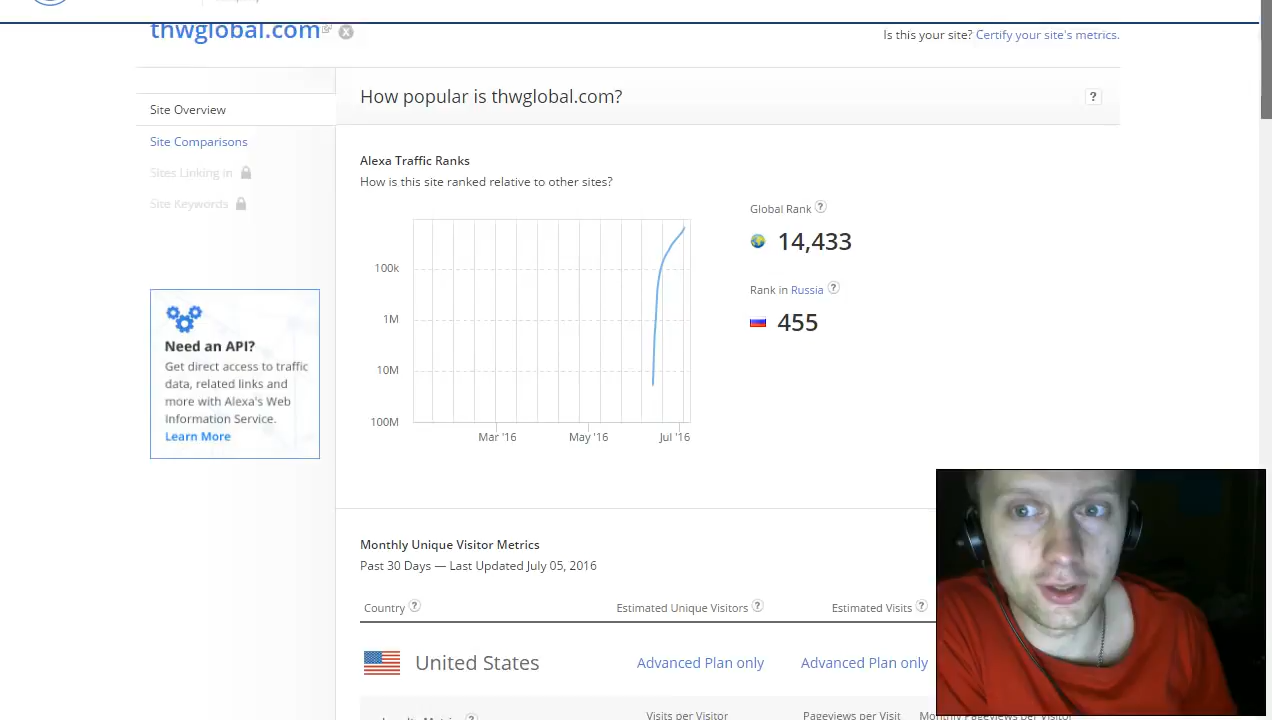 thwglobal.com
Is this your site? Certify your site's metrics.
Site Overview
Site Comparisons
Sites Linking in
Site Keywords
How popular is thwglobal.com?
?
Alexa Traffic Ranks
How is this site ranked relative to other sites?
Global Rank ?
14,433
Rank in Russia ?
455
100k
1M
10M
100M
Mar '16
May '16
Jul '16
Need an API?
Get direct access to traffic
data, related links and
more with Alexa's Web
Information Service.
Learn More
Monthly Unique Visitor Metrics
Past 30 Days — Last Updated July 05, 2016
Country ?
Estimated Unique Visitors ?
Estimated Visits ?
United States
Advanced Plan only
Advanced Plan only
Visits per Visitor
Pageviews per Visit
Monthly Pageviews per Visitor